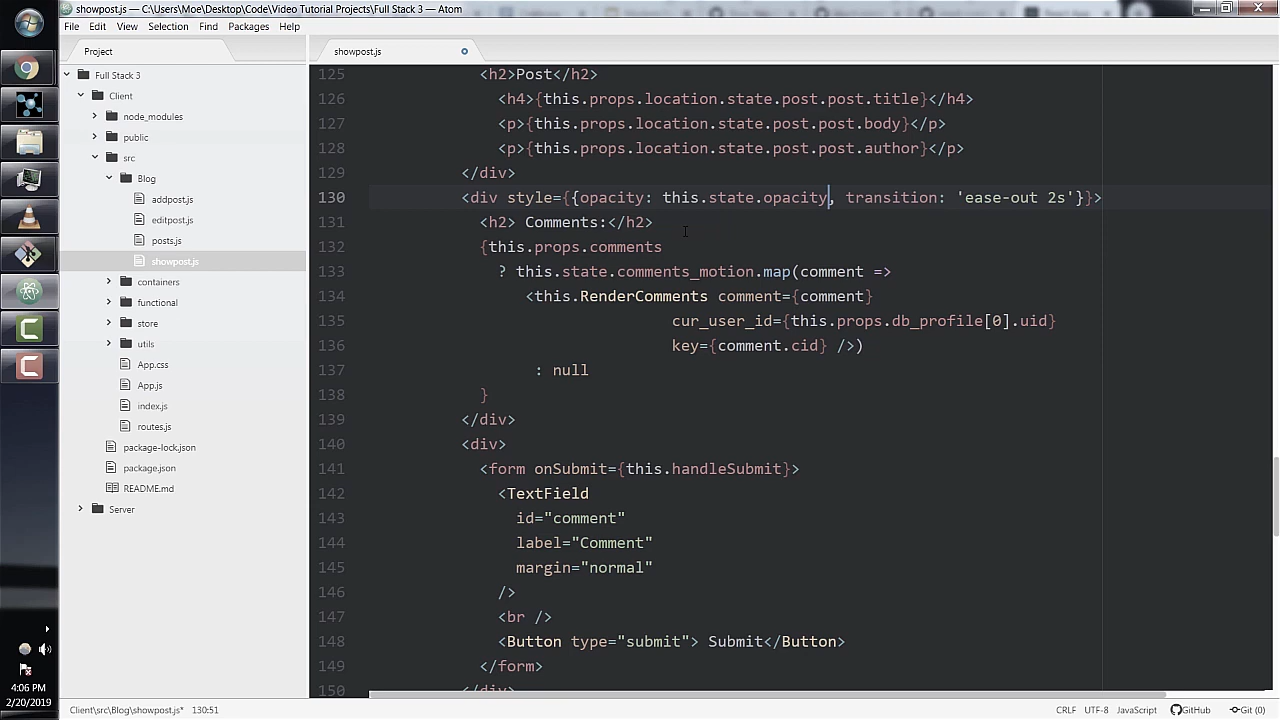 showpost.js — C:\Users\Moe\Desktop\Code\Video Tutorial Projects\Full Stack 3 — Atom
File Edit View Selection Find Packages Help
Project
showpost.js
Full Stack 3
Client
node_modules
public
src
Blog
addpost.js
editpost.js
posts.js
showpost.js
containers
functional
store
utils
App.css
App.js
index.js
routes.js
package-lock.json
package.json
README.md
Server
125 <h2>Post</h2>
126 <h4>{this.props.location.state.post.post.title}</h4>
127 <p>{this.props.location.state.post.post.body}</p>
128 <p>{this.props.location.state.post.post.author}</p>
129 </div>
130 <div style={{opacity: this.state.opacity, transition: 'ease-out 2s'}}>
131 <h2> Comments:</h2>
132 {this.props.comments
133 ? this.state.comments_motion.map(comment =>
134 <this.RenderComments comment={comment}
135 cur_user_id={this.props.db_profile[0].uid}
136 key={comment.cid} />)
137 : null
138 }
139 </div>
140 <div>
141 <form onSubmit={this.handleSubmit}>
142 <TextField
143 id="comment"
144 label="Comment"
145 margin="normal"
146 />
147 <br />
148 <Button type="submit"> Submit</Button>
149 </form>
150 </div>
4:06 PM
2/20/2019
Client\src\Blog\showpost.js* 130:51
CRLF UTF-8 JavaScript GitHub Git (0)